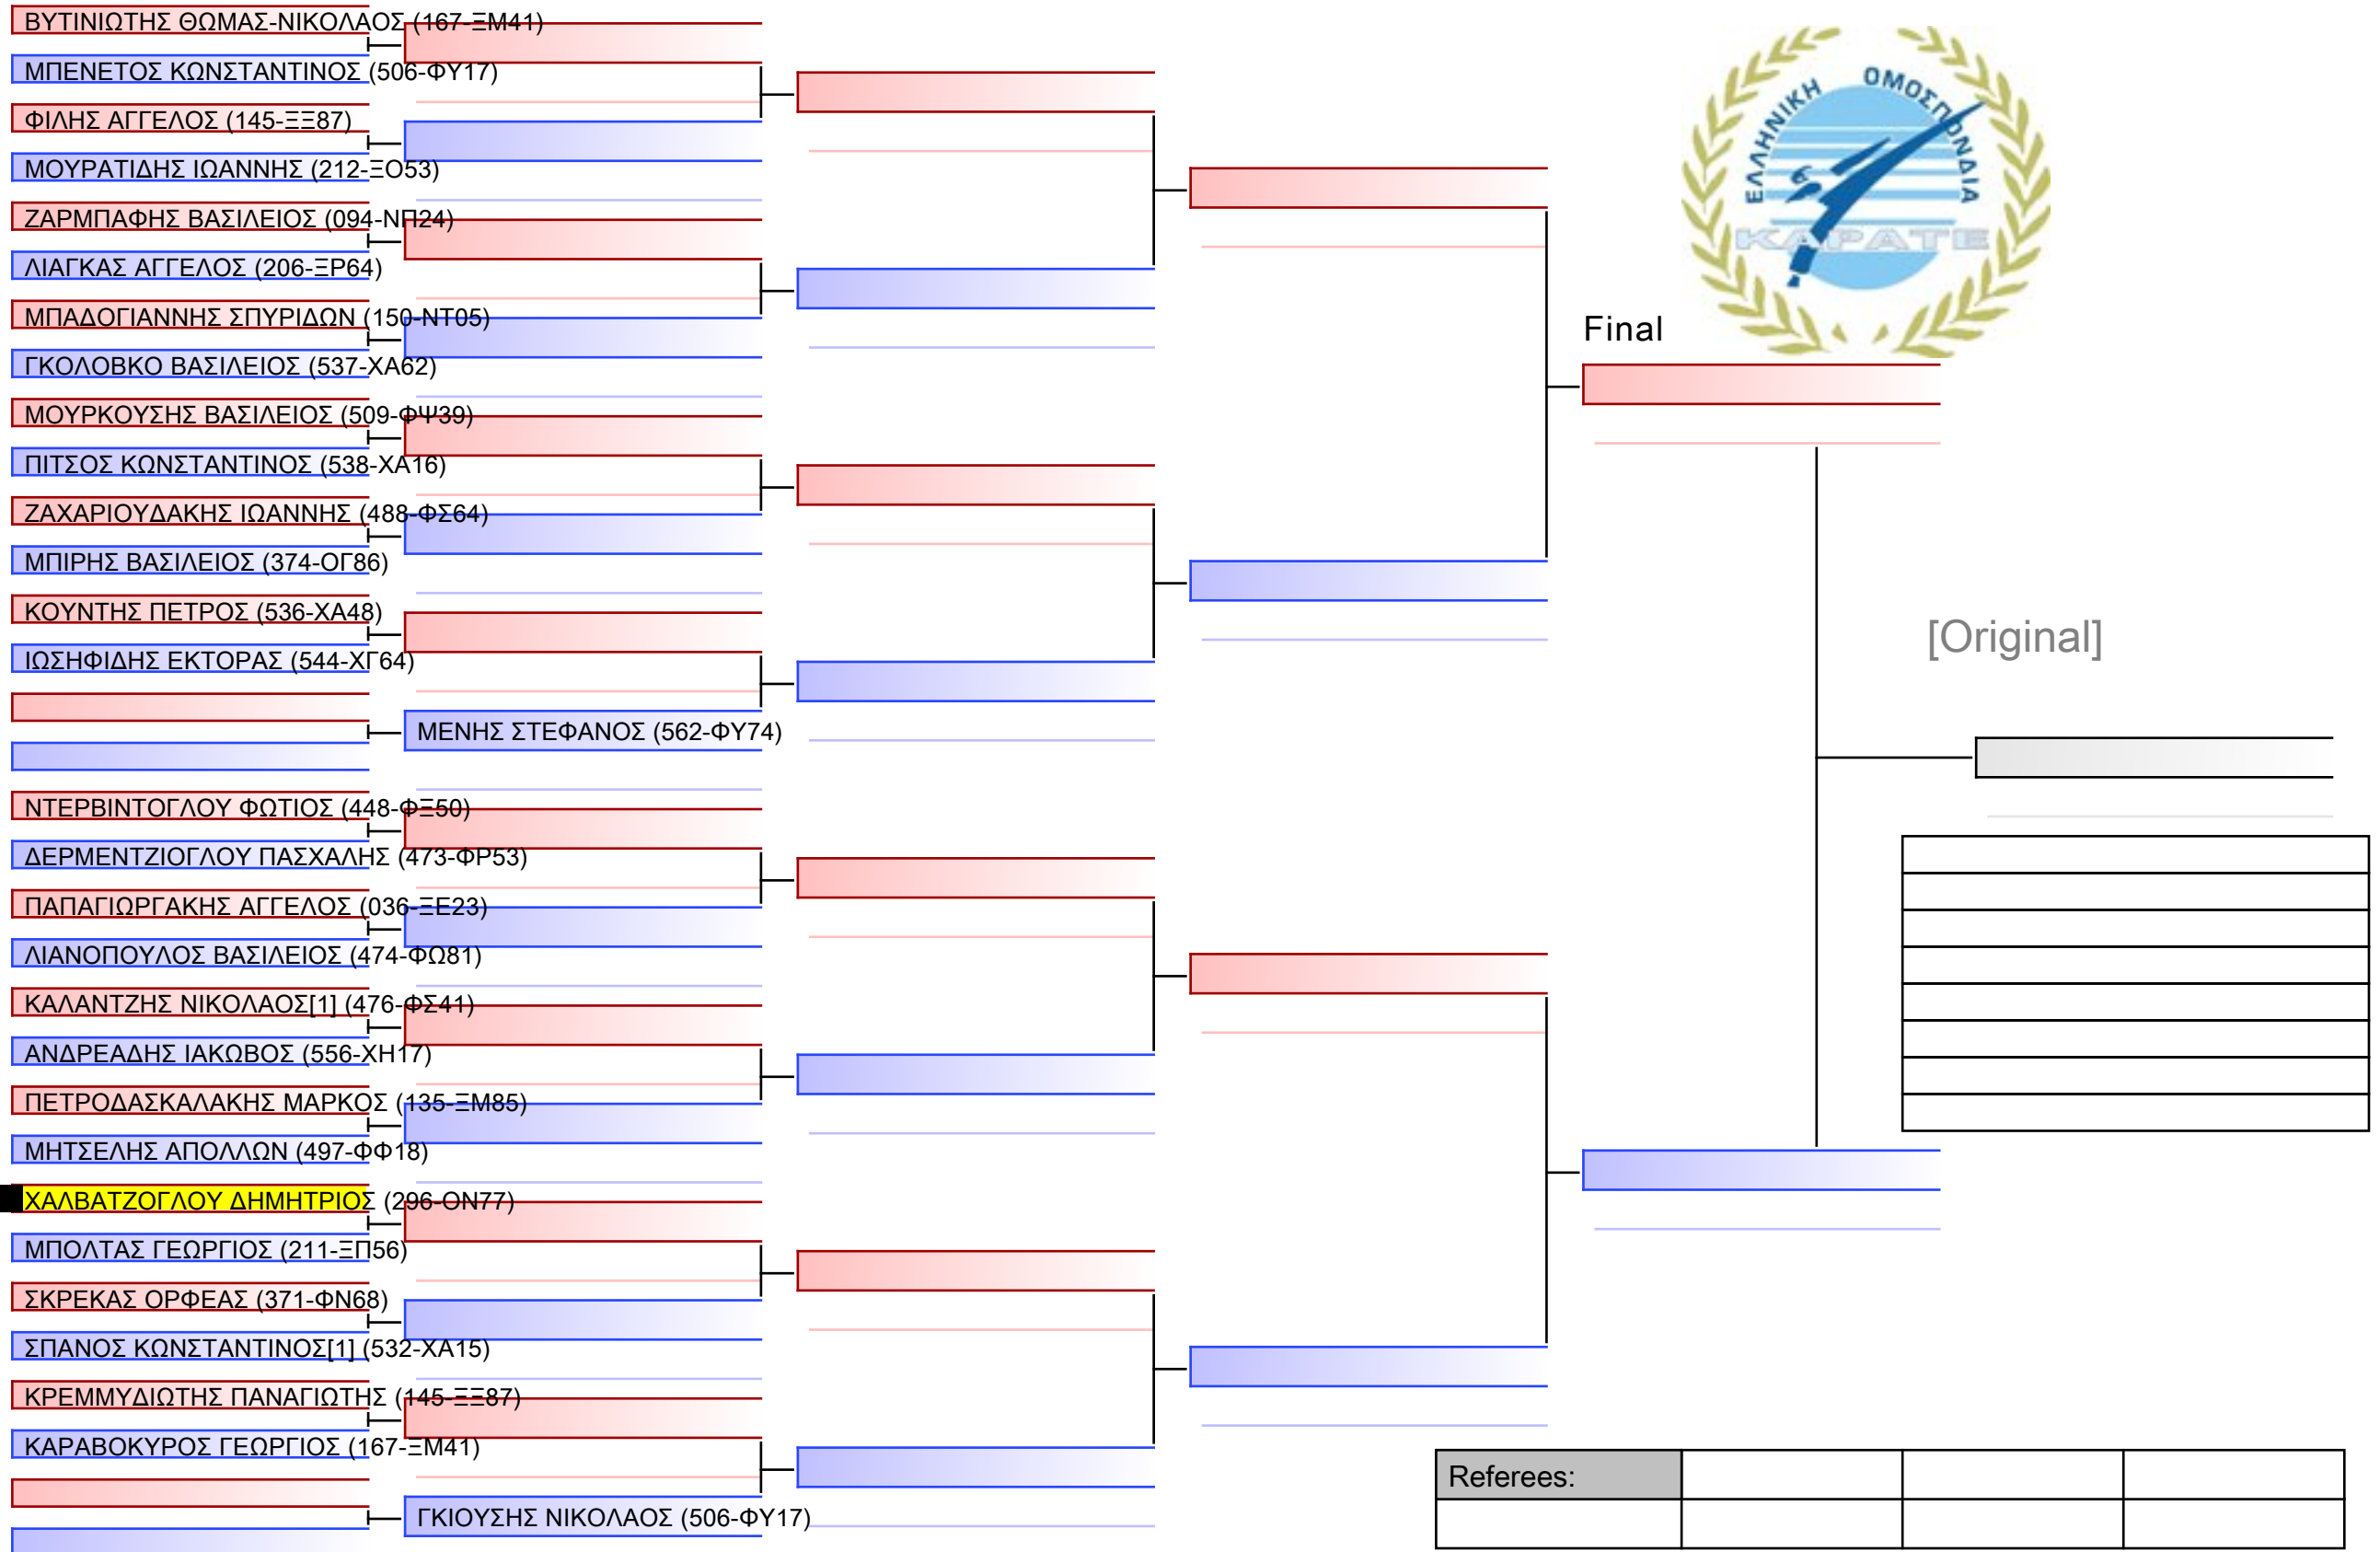 ΒΥΤΙΝΙΩΤΗΣ ΘΩΜΑΣ-ΝΙΚΟΛΑΟΣ (167-ΞΜ41)
ΜΠΕΝΕΤΟΣ ΚΩΝΣΤΑΝΤΙΝΟΣ (506-ΦΥ17)
ΦΙΛΗΣ ΑΓΓΕΛΟΣ (145-ΞΞ87)
ΜΟΥΡΑΤΙΔΗΣ ΙΩΑΝΝΗΣ (212-ΞΟ53)
ΖΑΡΜΠΑΦΗΣ ΒΑΣΙΛΕΙΟΣ (094-ΝΠ24)
ΛΙΑΓΚΑΣ ΑΓΓΕΛΟΣ (206-ΞΡ64)
ΜΠΑΔΟΓΙΑΝΝΗΣ ΣΠΥΡΙΔΩΝ (150-ΝΤ05)
ΓΚΟΛΟΒΚΟ ΒΑΣΙΛΕΙΟΣ (537-ΧΑ62)
ΜΟΥΡΚΟΥΣΗΣ ΒΑΣΙΛΕΙΟΣ (509-ΦΨ39)
ΠΙΤΣΟΣ ΚΩΝΣΤΑΝΤΙΝΟΣ (538-ΧΑ16)
ΖΑΧΑΡΙΟΥΔΑΚΗΣ ΙΩΑΝΝΗΣ (488-ΦΣ64)
ΜΠΙΡΗΣ ΒΑΣΙΛΕΙΟΣ (374-ΟΓ86)
ΚΟΥΝΤΗΣ ΠΕΤΡΟΣ (536-ΧΑ48)
ΙΩΣΗΦΙΔΗΣ ΕΚΤΟΡΑΣ (544-ΧΓ64)
ΜΕΝΗΣ ΣΤΕΦΑΝΟΣ (562-ΦΥ74)
ΝΤΕΡΒΙΝΤΟΓΛΟΥ ΦΩΤΙΟΣ (448-ΦΞ50)
ΔΕΡΜΕΝΤΖΙΟΓΛΟΥ ΠΑΣΧΑΛΗΣ (473-ΦΡ53)
ΠΑΠΑΓΙΩΡΓΑΚΗΣ ΑΓΓΕΛΟΣ (036-ΞΕ23)
ΛΙΑΝΟΠΟΥΛΟΣ ΒΑΣΙΛΕΙΟΣ (474-ΦΩ81)
ΚΑΛΑΝΤΖΗΣ ΝΙΚΟΛΑΟΣ[1] (476-ΦΣ41)
ΑΝΔΡΕΑΔΗΣ ΙΑΚΩΒΟΣ (556-ΧΗ17)
ΠΕΤΡΟΔΑΣΚΑΛΑΚΗΣ ΜΑΡΚΟΣ (135-ΞΜ85)
ΜΗΤΣΕΛΗΣ ΑΠΟΛΛΩΝ (497-ΦΦ18)
ΧΑΛΒΑΤΖΟΓΛΟΥ ΔΗΜΗΤΡΙΟΣ (296-ΟΝ77)
ΜΠΟΛΤΑΣ ΓΕΩΡΓΙΟΣ (211-ΞΠ56)
ΣΚΡΕΚΑΣ ΟΡΦΕΑΣ (371-ΦΝ68)
ΣΠΑΝΟΣ ΚΩΝΣΤΑΝΤΙΝΟΣ[1] (532-ΧΑ15)
ΚΡΕΜΜΥΔΙΩΤΗΣ ΠΑΝΑΓΙΩΤΗΣ (145-ΞΞ87)
ΚΑΡΑΒΟΚΥΡΟΣ ΓΕΩΡΓΙΟΣ (167-ΞΜ41)
ΓΚΙΟΥΣΗΣ ΝΙΚΟΛΑΟΣ (506-ΦΥ17)
ΕΛΛΗΝΙΚΗ ΟΜΟΣΠΟΝΔΙΑ
ΚΑΡΑΤΕ
Final
[Original]
Referees: